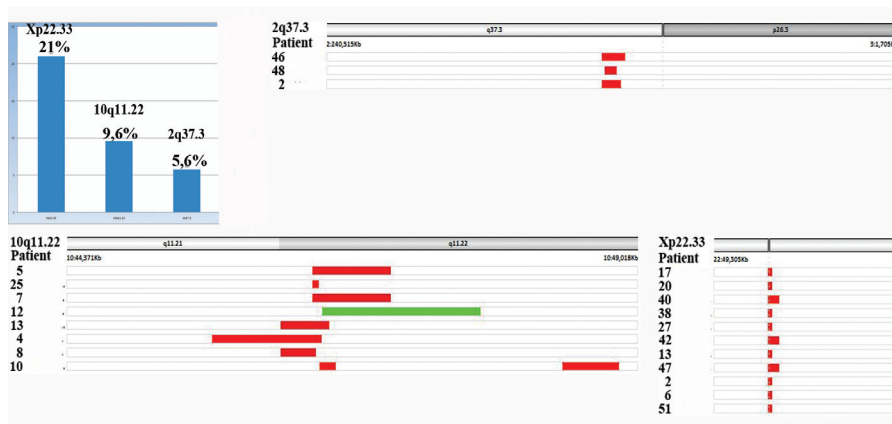 Xp22.33
21%
10q11.22
9,6%
2q37.3
5,6%
2q37.3
Patient
q37.3
p26.3
2:240,515Kb
3:1,705
46
48
2
10q11.22
Patient
q11.21
q11.22
10:44,371Kb
10:49,018Kb
5
25
7
12
13
4
8
10
Xp22.33
Patient
22:49,305Kb
17
20
40
38
27
42
13
47
2
6
51